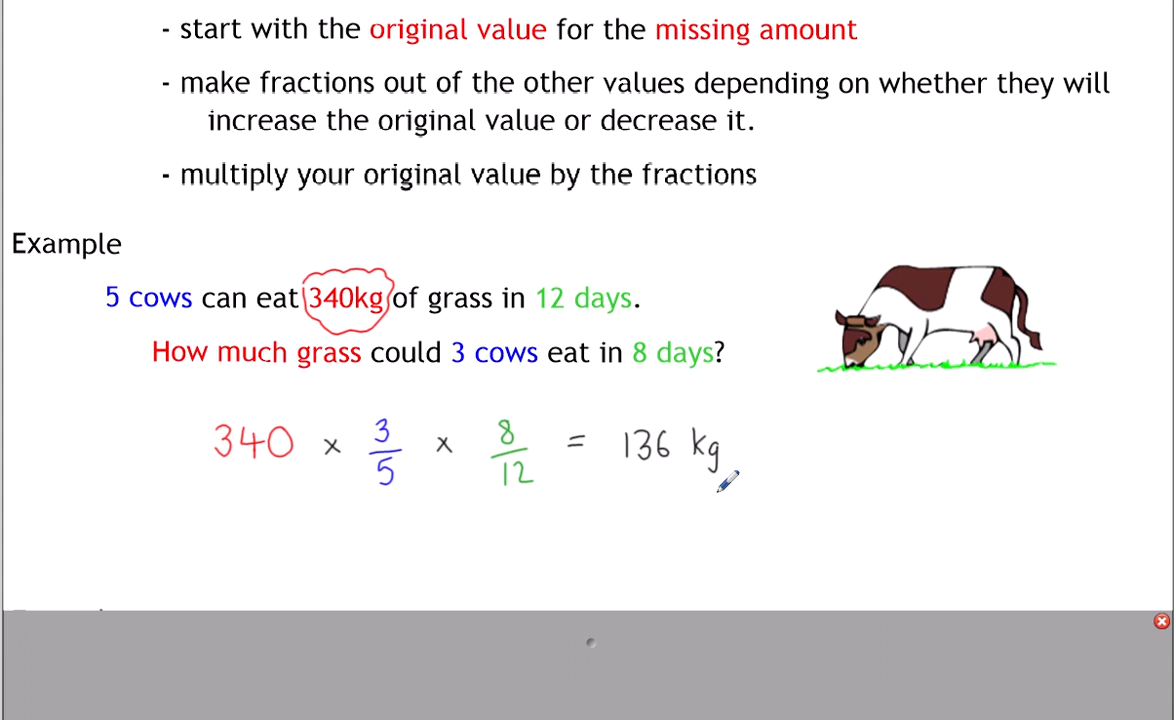 - start with the original value for the missing amount
- make fractions out of the other values depending on whether they will
increase the original value or decrease it.
- multiply your original value by the fractions
Example
5 cows can eat 340kg of grass in 12 days.
How much grass could 3 cows eat in 8 days?
340 × 3/5 × 8/12 = 136 kg